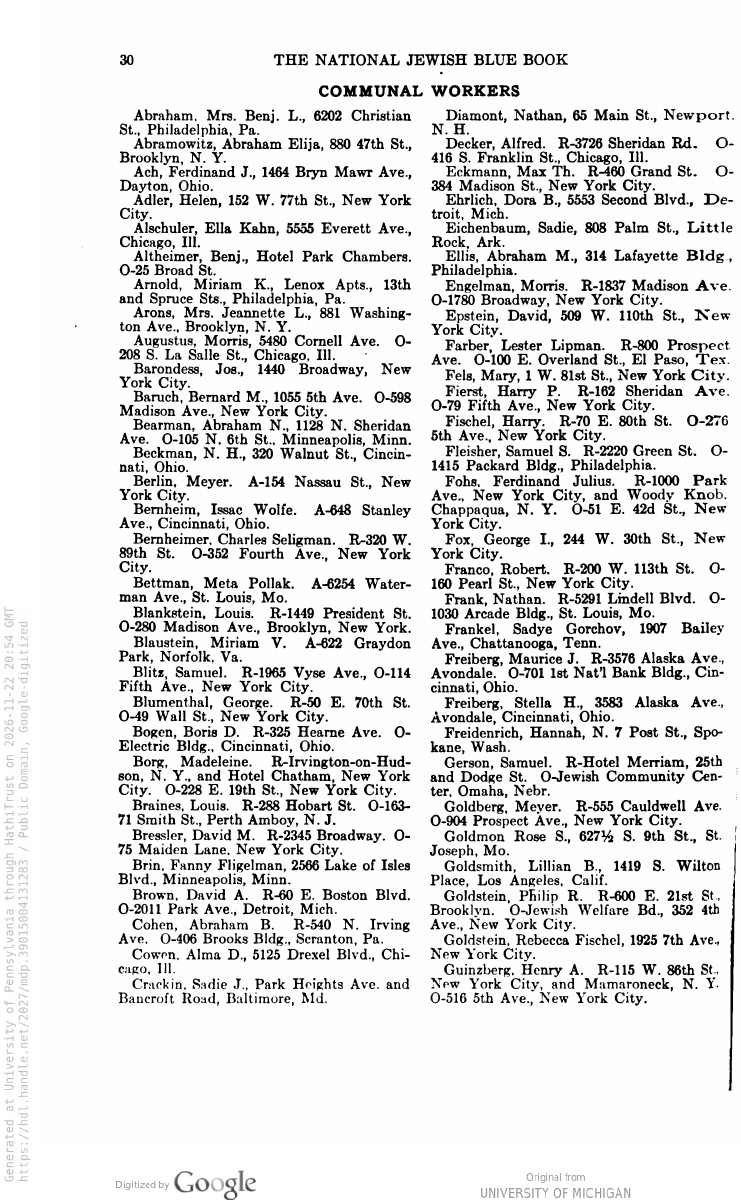 30
THE NATIONAL JEWISH BLUE BOOK
COMMUNAL WORKERS
Abraham, Mrs. Benj. L., 6202 Christian
St., Philadelphia, Pa.
Abramowitz, Abraham Elija, 880 47th St.,
Brooklyn, N. Y.
Ach, Ferdinand J., 1464 Bryn Mawr Ave.,
Dayton, Ohio.
Adler, Helen, 152 W. 77th St., New York
City.
Alschuler, Ella Kahn, 5555 Everett Ave.,
Chicago, Ill.
Altheimer, Benj., Hotel Park Chambers.
O-25 Broad St.
Arnold, Miriam K., Lenox Apts., 13th
and Spruce Sts., Philadelphia, Pa.
Arons, Mrs. Jeannette L., 881 Washing-
ton Ave., Brooklyn, N. Y.
Augustus, Morris, 5480 Cornell Ave. O-
208 S. La Salle St., Chicago, Ill.
Barondess, Jos., 1440 Broadway, New
York City.
Baruch, Bernard M., 1055 5th Ave. O-598
Madison Ave., New York City.
Bearman, Abraham N., 1128 N. Sheridan
Ave. O-105 N. 6th St., Minneapolis, Minn.
Beckman, N. H., 320 Walnut St., Cincin-
nati, Ohio.
Berlin, Meyer. A-154 Nassau St., New
York City.
Bernheim, Issac Wolfe. A-648 Stanley
Ave., Cincinnati, Ohio.
Bernheimer, Charles Seligman. R-320 W.
89th St. O-352 Fourth Ave., New York
City.
Bettman, Meta Pollak. A-6254 Water-
man Ave., St. Louis, Mo.
Blankstein, Louis. R-1449 President St.
O-280 Madison Ave., Brooklyn, New York.
Blaustein, Miriam V. A-622 Graydon
Park, Norfolk, Va.
Blitz, Samuel. R-1965 Vyse Ave., O-114
Fifth Ave., New York City.
Blumenthal, George. R-50 E. 70th St.
O-49 Wall St., New York City.
Bogen, Boris D. R-325 Hearne Ave. O-
Electric Bldg., Cincinnati, Ohio.
Borg, Madeleine. R-Irvington-on-Hud-
son, N. Y., and Hotel Chatham, New York
City. O-228 E. 19th St., New York City.
Braines, Louis. R-288 Hobart St. O-163-
71 Smith St., Perth Amboy, N. J.
Bressler, David M. R-2345 Broadway. O-
75 Maiden Lane, New York City.
Brin, Fanny Fligelman, 2566 Lake of Isles
Blvd., Minneapolis, Minn.
Brown, David A. R-60 E. Boston Blvd.
O-2011 Park Ave., Detroit, Mich.
Cohen, Abraham B. R-540 N. Irving
Ave. O-406 Brooks Bldg., Scranton, Pa.
Cowen, Alma D., 5125 Drexel Blvd., Chi-
cago, Ill.
Crackin, Sadie J., Park Heights Ave. and
Bancroft Road, Baltimore, Md.
Diamont, Nathan, 65 Main St., Newport,
N. H.
Decker, Alfred. R-3726 Sheridan Rd. O-
416 S. Franklin St., Chicago, Ill.
Eckmann, Max Th. R-460 Grand St. O-
384 Madison St., New York City.
Ehrlich, Dora B., 5553 Second Blvd., De-
troit, Mich.
Eichenbaum, Sadie, 808 Palm St., Little
Rock, Ark.
Ellis, Abraham M., 314 Lafayette Bldg.,
Philadelphia.
Engelman, Morris. R-1837 Madison Ave.
O-1780 Broadway, New York City.
Epstein, David, 509 W. 110th St., New
York City.
Farber, Lester Lipman. R-800 Prospect
Ave. O-100 E. Overland St., El Paso, Tex.
Fels, Mary, 1 W. 81st St., New York City.
Fierst, Harry P. R-162 Sheridan Ave.
O-79 Fifth Ave., New York City.
Fischel, Harry. R-70 E. 80th St. O-276
5th Ave., New York City.
Fleisher, Samuel S. R-2220 Green St. O-
1415 Packard Bldg., Philadelphia.
Fohs, Ferdinand Julius. R-1000 Park
Ave., New York City, and Woody Knob,
Chappaqua, N. Y. O-51 E. 42d St., New
York City.
Fox, George I., 244 W. 30th St., New
York City.
Franco, Robert. R-200 W. 113th St. O-
160 Pearl St., New York City.
Frank, Nathan. R-5291 Lindell Blvd. O-
1030 Arcade Bldg., St. Louis, Mo.
Frankel, Sadye Gorchov, 1907 Bailey
Ave., Chattanooga, Tenn.
Freiberg, Maurice J. R-3576 Alaska Ave.,
Avondale. O-701 1st Nat'l Bank Bldg., Cin-
cinnati, Ohio.
Freiberg, Stella H., 3583 Alaska Ave.,
Avondale, Cincinnati, Ohio.
Freidenrich, Hannah, N. 7 Post St., Spo-
kane, Wash.
Gerson, Samuel. R-Hotel Merriam, 25th
and Dodge St. O-Jewish Community Cen-
ter, Omaha, Nebr.
Goldberg, Meyer. R-555 Cauldwell Ave.
O-904 Prospect Ave., New York City.
Goldmon Rose S., 627½ S. 9th St., St.
Joseph, Mo.
Goldsmith, Lillian B., 1419 S. Wilton
Place, Los Angeles, Calif.
Goldstein, Philip R. R-600 E. 21st St.,
Brooklyn. O-Jewish Welfare Bd., 352 4th
Ave., New York City.
Goldstein, Rebecca Fischel, 1925 7th Ave.,
New York City.
Guinzberg, Henry A. R-115 W. 86th St.,
New York City, and Mamaroneck, N. Y.
O-516 5th Ave., New York City.
Generated at University of Pennsylvania through HathiTrust on 2026-11-22 20:54 GMT
https://hdl.handle.net/2027/mdp.39015004131283 / Public Domain, Google-digitized
Digitized by Google
Original from
UNIVERSITY OF MICHIGAN